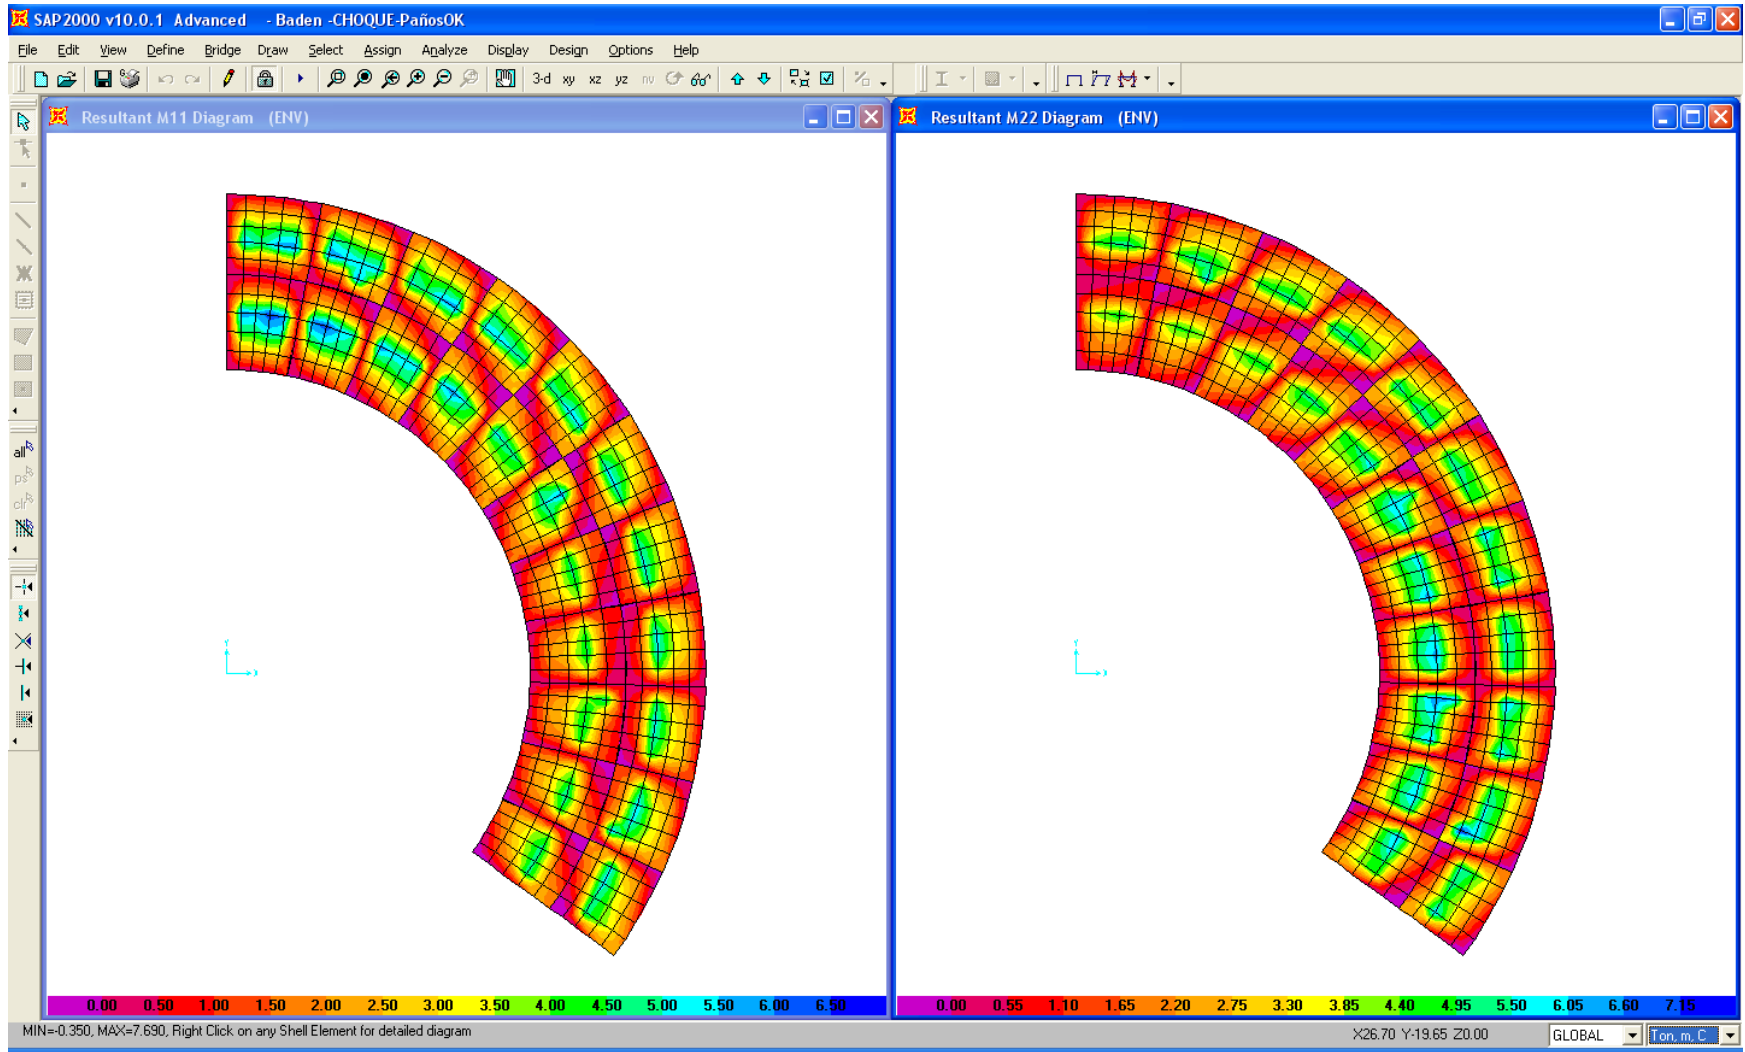 SAP2000 v10.0.1 Advanced - Baden -CHOQUE-PañosOK
File Edit View Define Bridge Draw Select Assign Analyze Display Design Options Help
3-d xy xz yz nv
Resultant M11 Diagram (ENV)
Resultant M22 Diagram (ENV)
all
ps
clr
Y
X
Y
X
0.00 0.50 1.00 1.50 2.00 2.50 3.00 3.50 4.00 4.50 5.00 5.50 6.00 6.50
0.00 0.55 1.10 1.65 2.20 2.75 3.30 3.85 4.40 4.95 5.50 6.05 6.60 7.15
MIN=-0.350, MAX=7.690, Right Click on any Shell Element for detailed diagram
X26.70 Y-19.65 Z0.00
GLOBAL
Ton, m, C